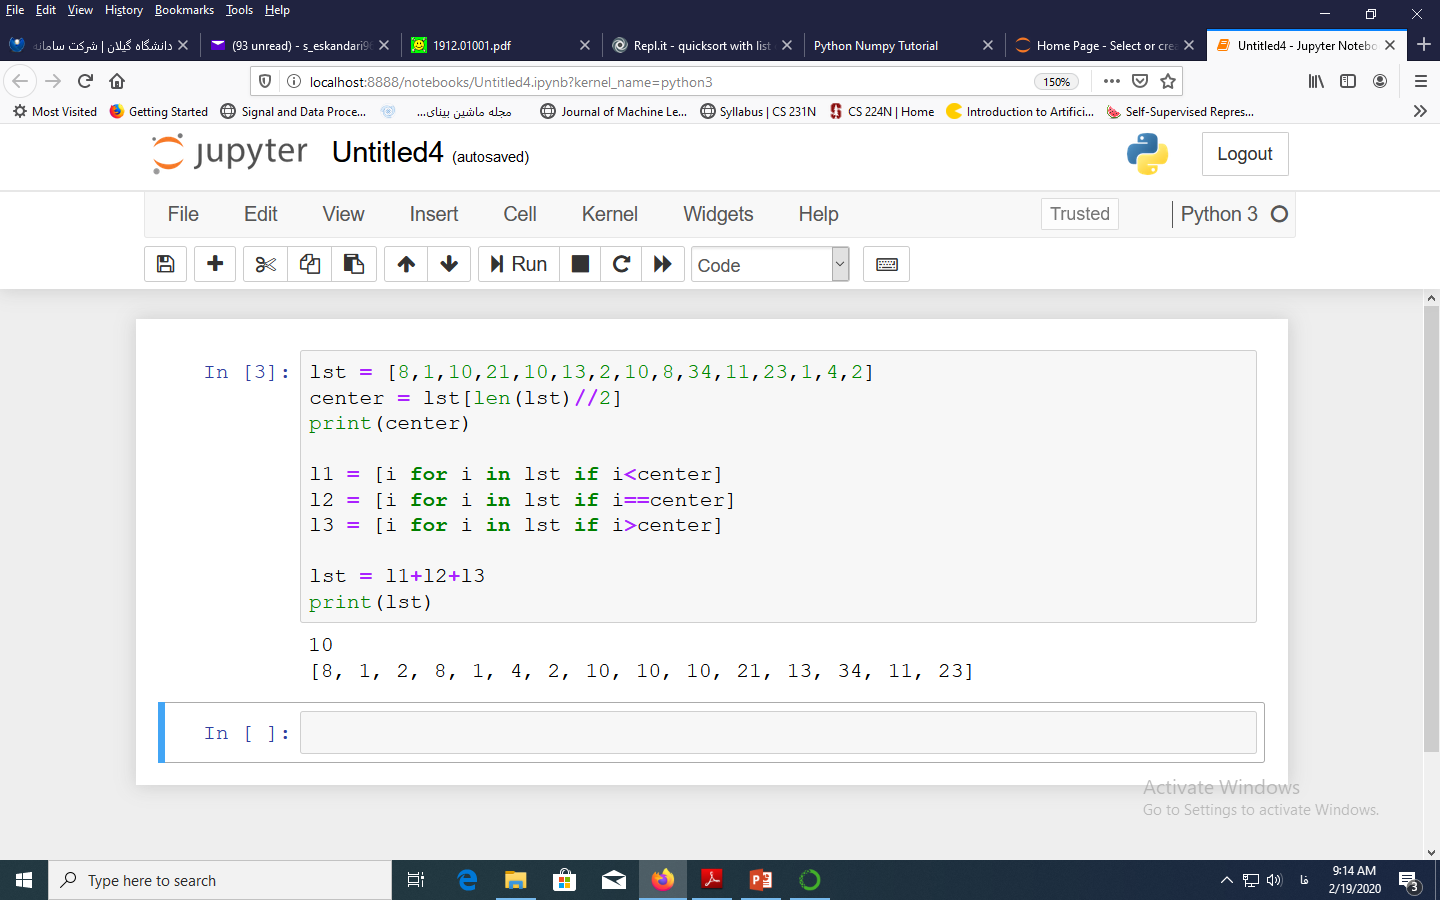 File Edit View History Bookmarks Tools Help
دانشگاه گیلان | شرکت سامانه
(93 unread) - s_eskandari96
1912.01001.pdf
Repl.it - quicksort with list
Python Numpy Tutorial
Home Page - Select or crea
Untitled4 - Jupyter Notebo
localhost:8888/notebooks/Untitled4.ipynb?kernel_name=python3
150%
Most Visited
Getting Started
Signal and Data Proce...
مجله ماشین بینای...
Journal of Machine Le...
Syllabus | CS 231N
CS 224N | Home
Introduction to Artifici...
Self-Supervised Repres...
jupyter Untitled4 (autosaved)
Logout
File Edit View Insert Cell Kernel Widgets Help
Trusted
Python 3
Run
Code
In [3]: lst = [8,1,10,21,10,13,2,10,8,34,11,23,1,4,2]
center = lst[len(lst)//2]
print(center)
l1 = [i for i in lst if i<center]
l2 = [i for i in lst if i==center]
l3 = [i for i in lst if i>center]
lst = l1+l2+l3
print(lst)
10
[8, 1, 2, 8, 1, 4, 2, 10, 10, 10, 21, 13, 34, 11, 23]
In [ ]:
Activate Windows
Go to Settings to activate Windows.
Type here to search
فا
9:14 AM
2/19/2020
3